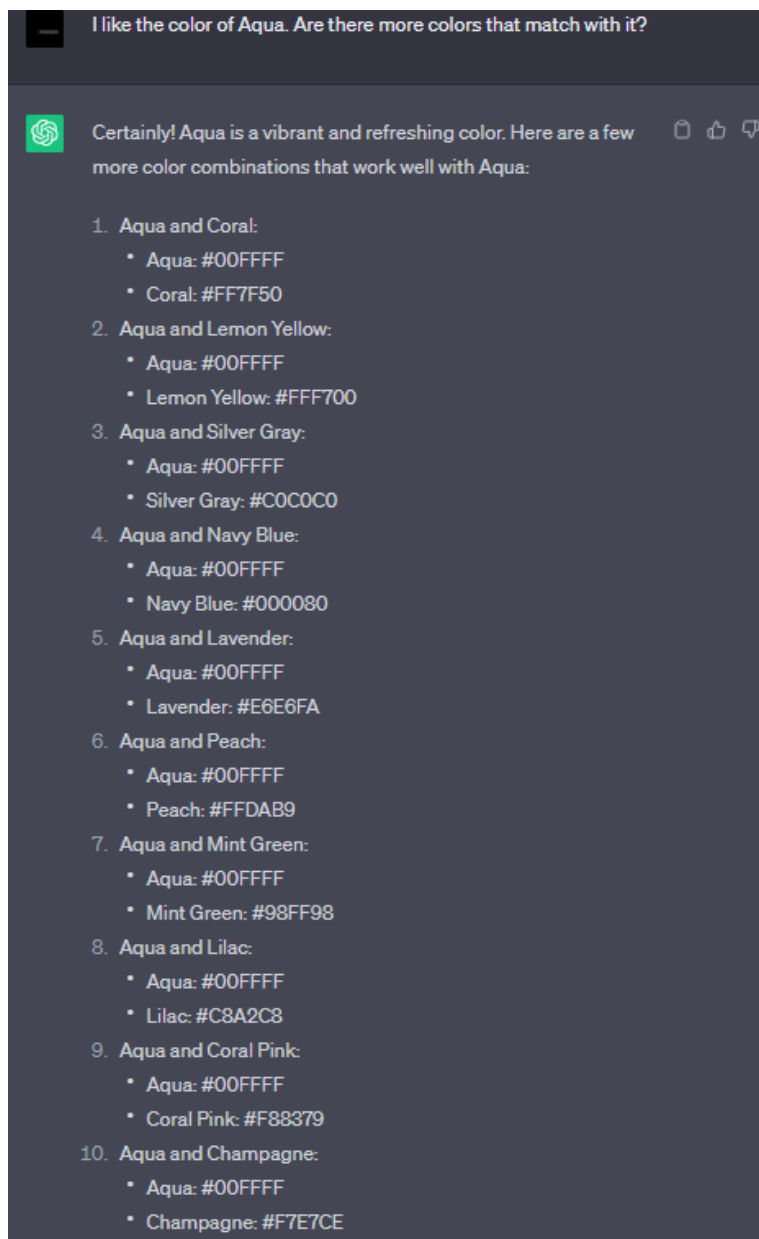 I like the color of Aqua. Are there more colors that match with it?
Certainly! Aqua is a vibrant and refreshing color. Here are a few
more color combinations that work well with Aqua:
1. Aqua and Coral:
• Aqua: #00FFFF
• Coral: #FF7F50
2. Aqua and Lemon Yellow:
• Aqua: #00FFFF
• Lemon Yellow: #FFF700
3. Aqua and Silver Gray:
• Aqua: #00FFFF
• Silver Gray: #C0C0C0
4. Aqua and Navy Blue:
• Aqua: #00FFFF
• Navy Blue: #000080
5. Aqua and Lavender:
• Aqua: #00FFFF
• Lavender: #E6E6FA
6. Aqua and Peach:
• Aqua: #00FFFF
• Peach: #FFDAB9
7. Aqua and Mint Green:
• Aqua: #00FFFF
• Mint Green: #98FF98
8. Aqua and Lilac:
• Aqua: #00FFFF
• Lilac: #C8A2C8
9. Aqua and Coral Pink:
• Aqua: #00FFFF
• Coral Pink: #F88379
10. Aqua and Champagne:
• Aqua: #00FFFF
• Champagne: #F7E7CE